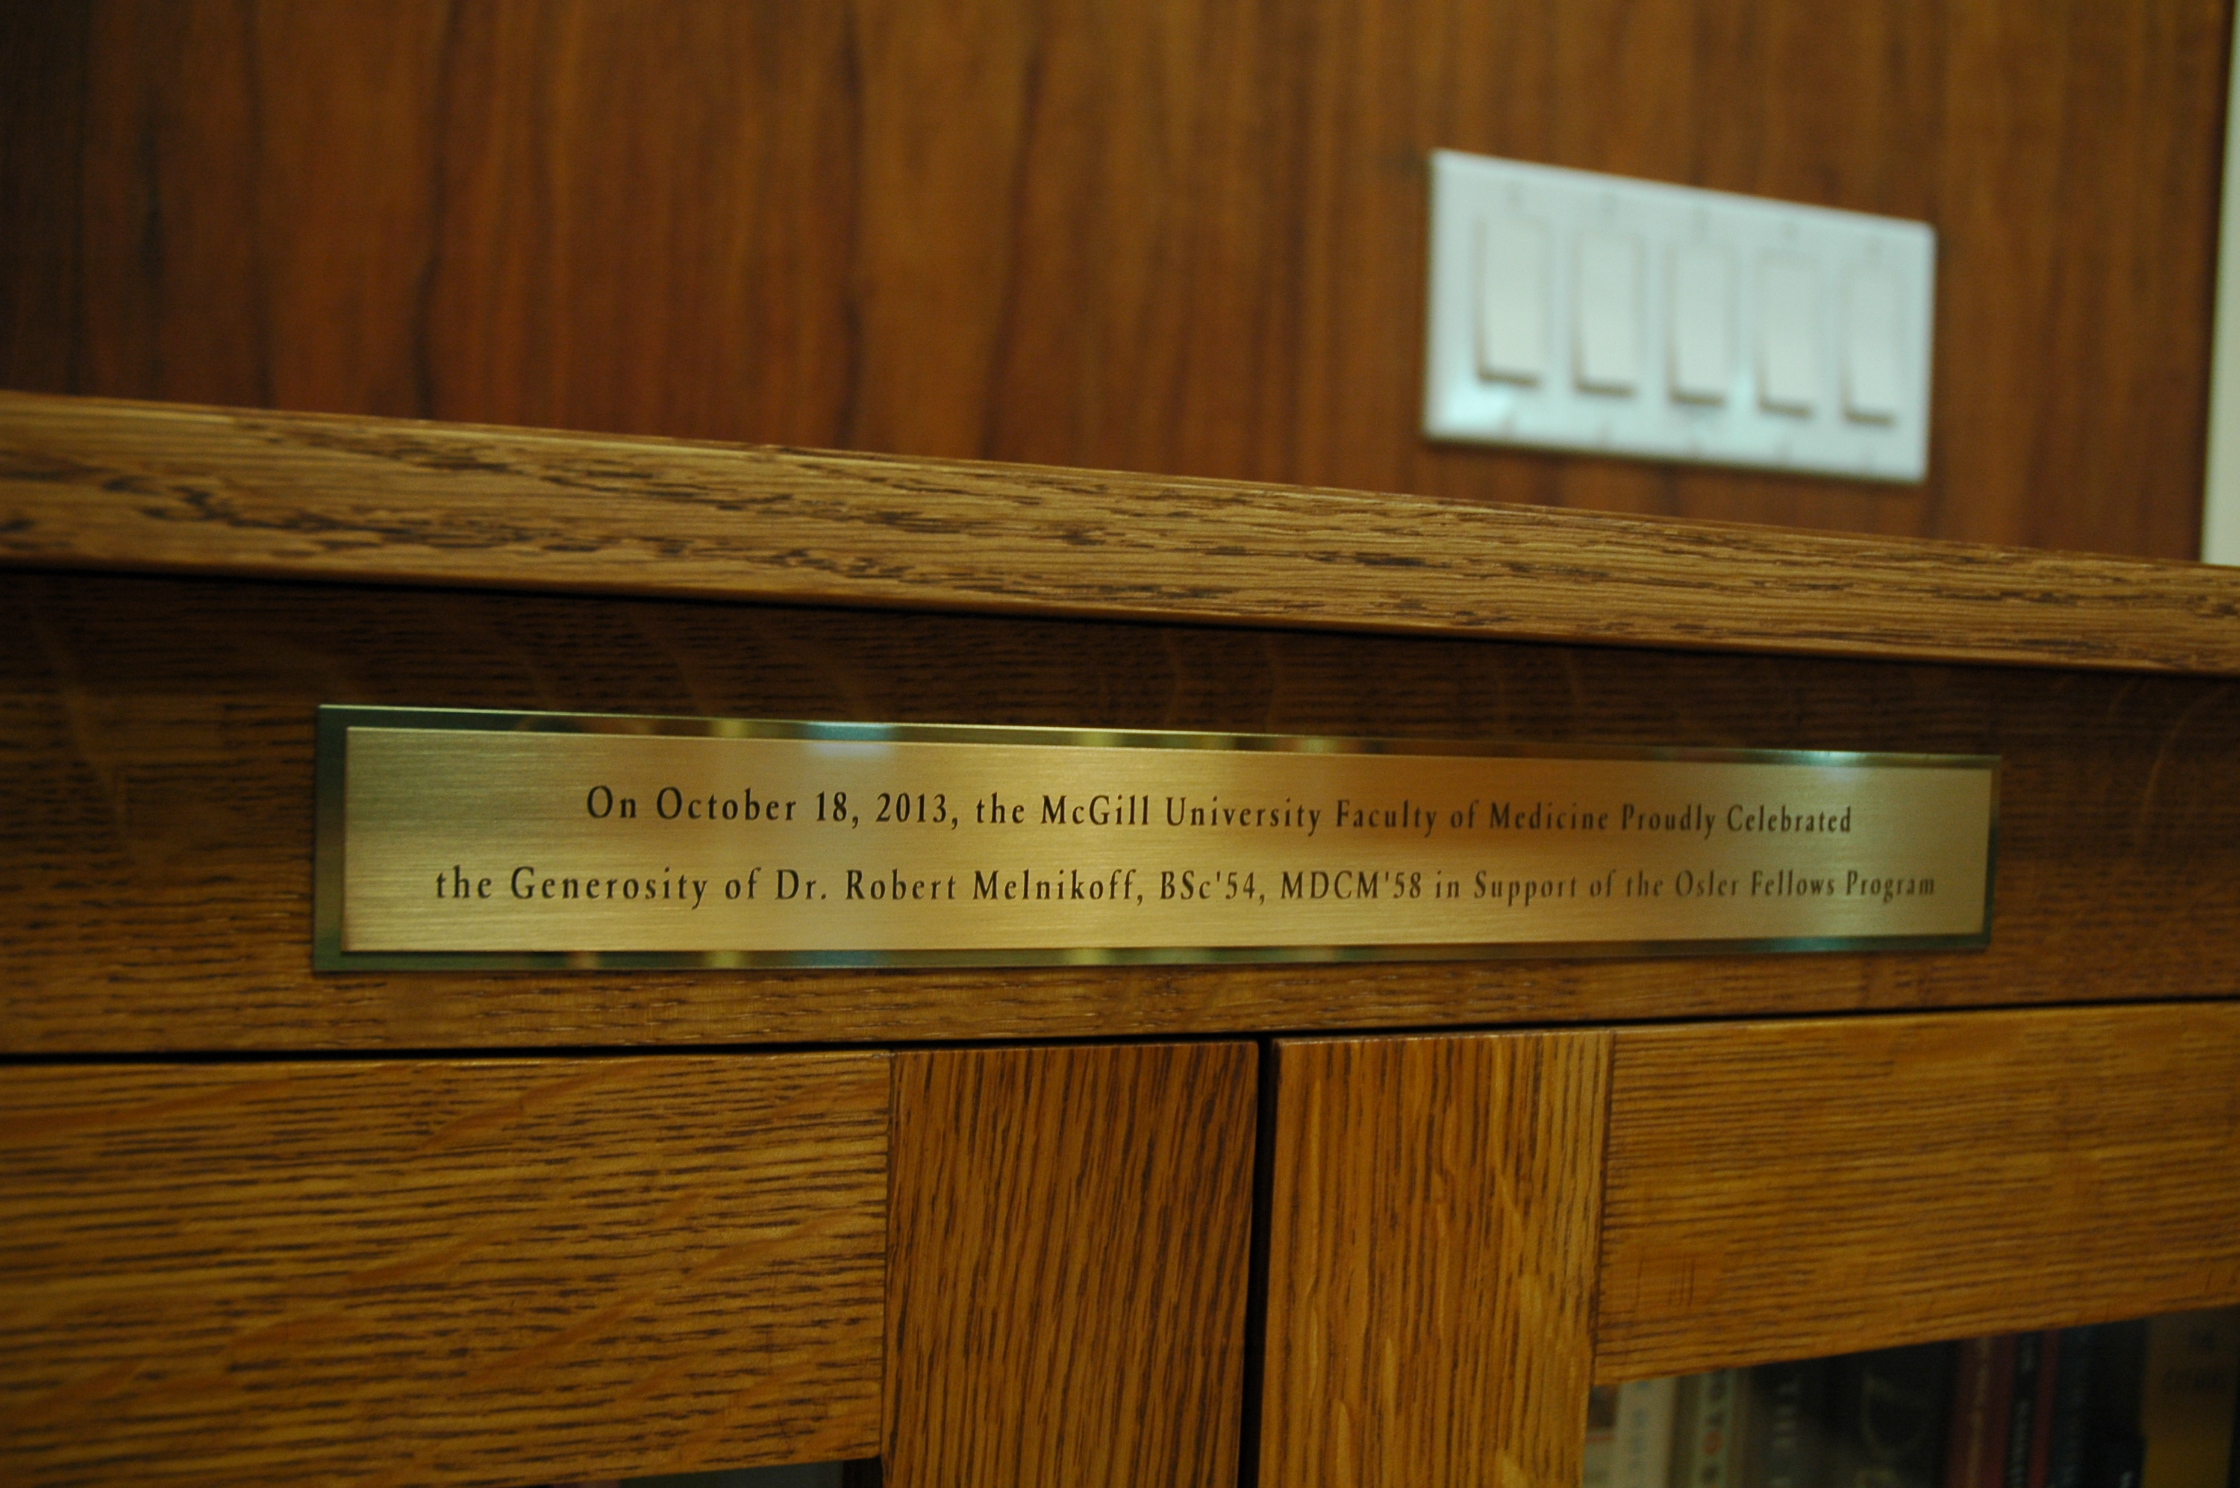 On October 18, 2013, the McGill University Faculty of Medicine Proudly Celebrated
the Generosity of Dr. Robert Melnikoff, BSc'54, MDCM'58 in Support of the Osler Fellows Program